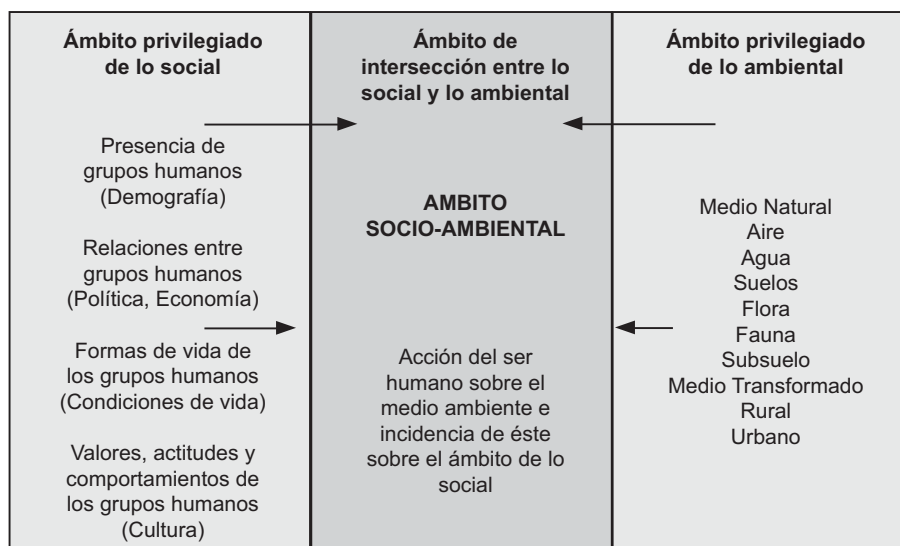 Ámbito privilegiado
de lo social
Presencia de
grupos humanos
(Demografía)
Relaciones entre
grupos humanos
(Política, Economía)
Formas de vida de
los grupos humanos
(Condiciones de vida)
Valores, actitudes y
comportamientos de
los grupos humanos
(Cultura)
Ámbito de
intersección entre lo
social y lo ambiental
AMBITO
SOCIO-AMBIENTAL
Acción del ser
humano sobre el
medio ambiente e
incidencia de éste
sobre el ámbito de lo
social
Ámbito privilegiado
de lo ambiental
Medio Natural
Aire
Agua
Suelos
Flora
Fauna
Subsuelo
Medio Transformado
Rural
Urbano